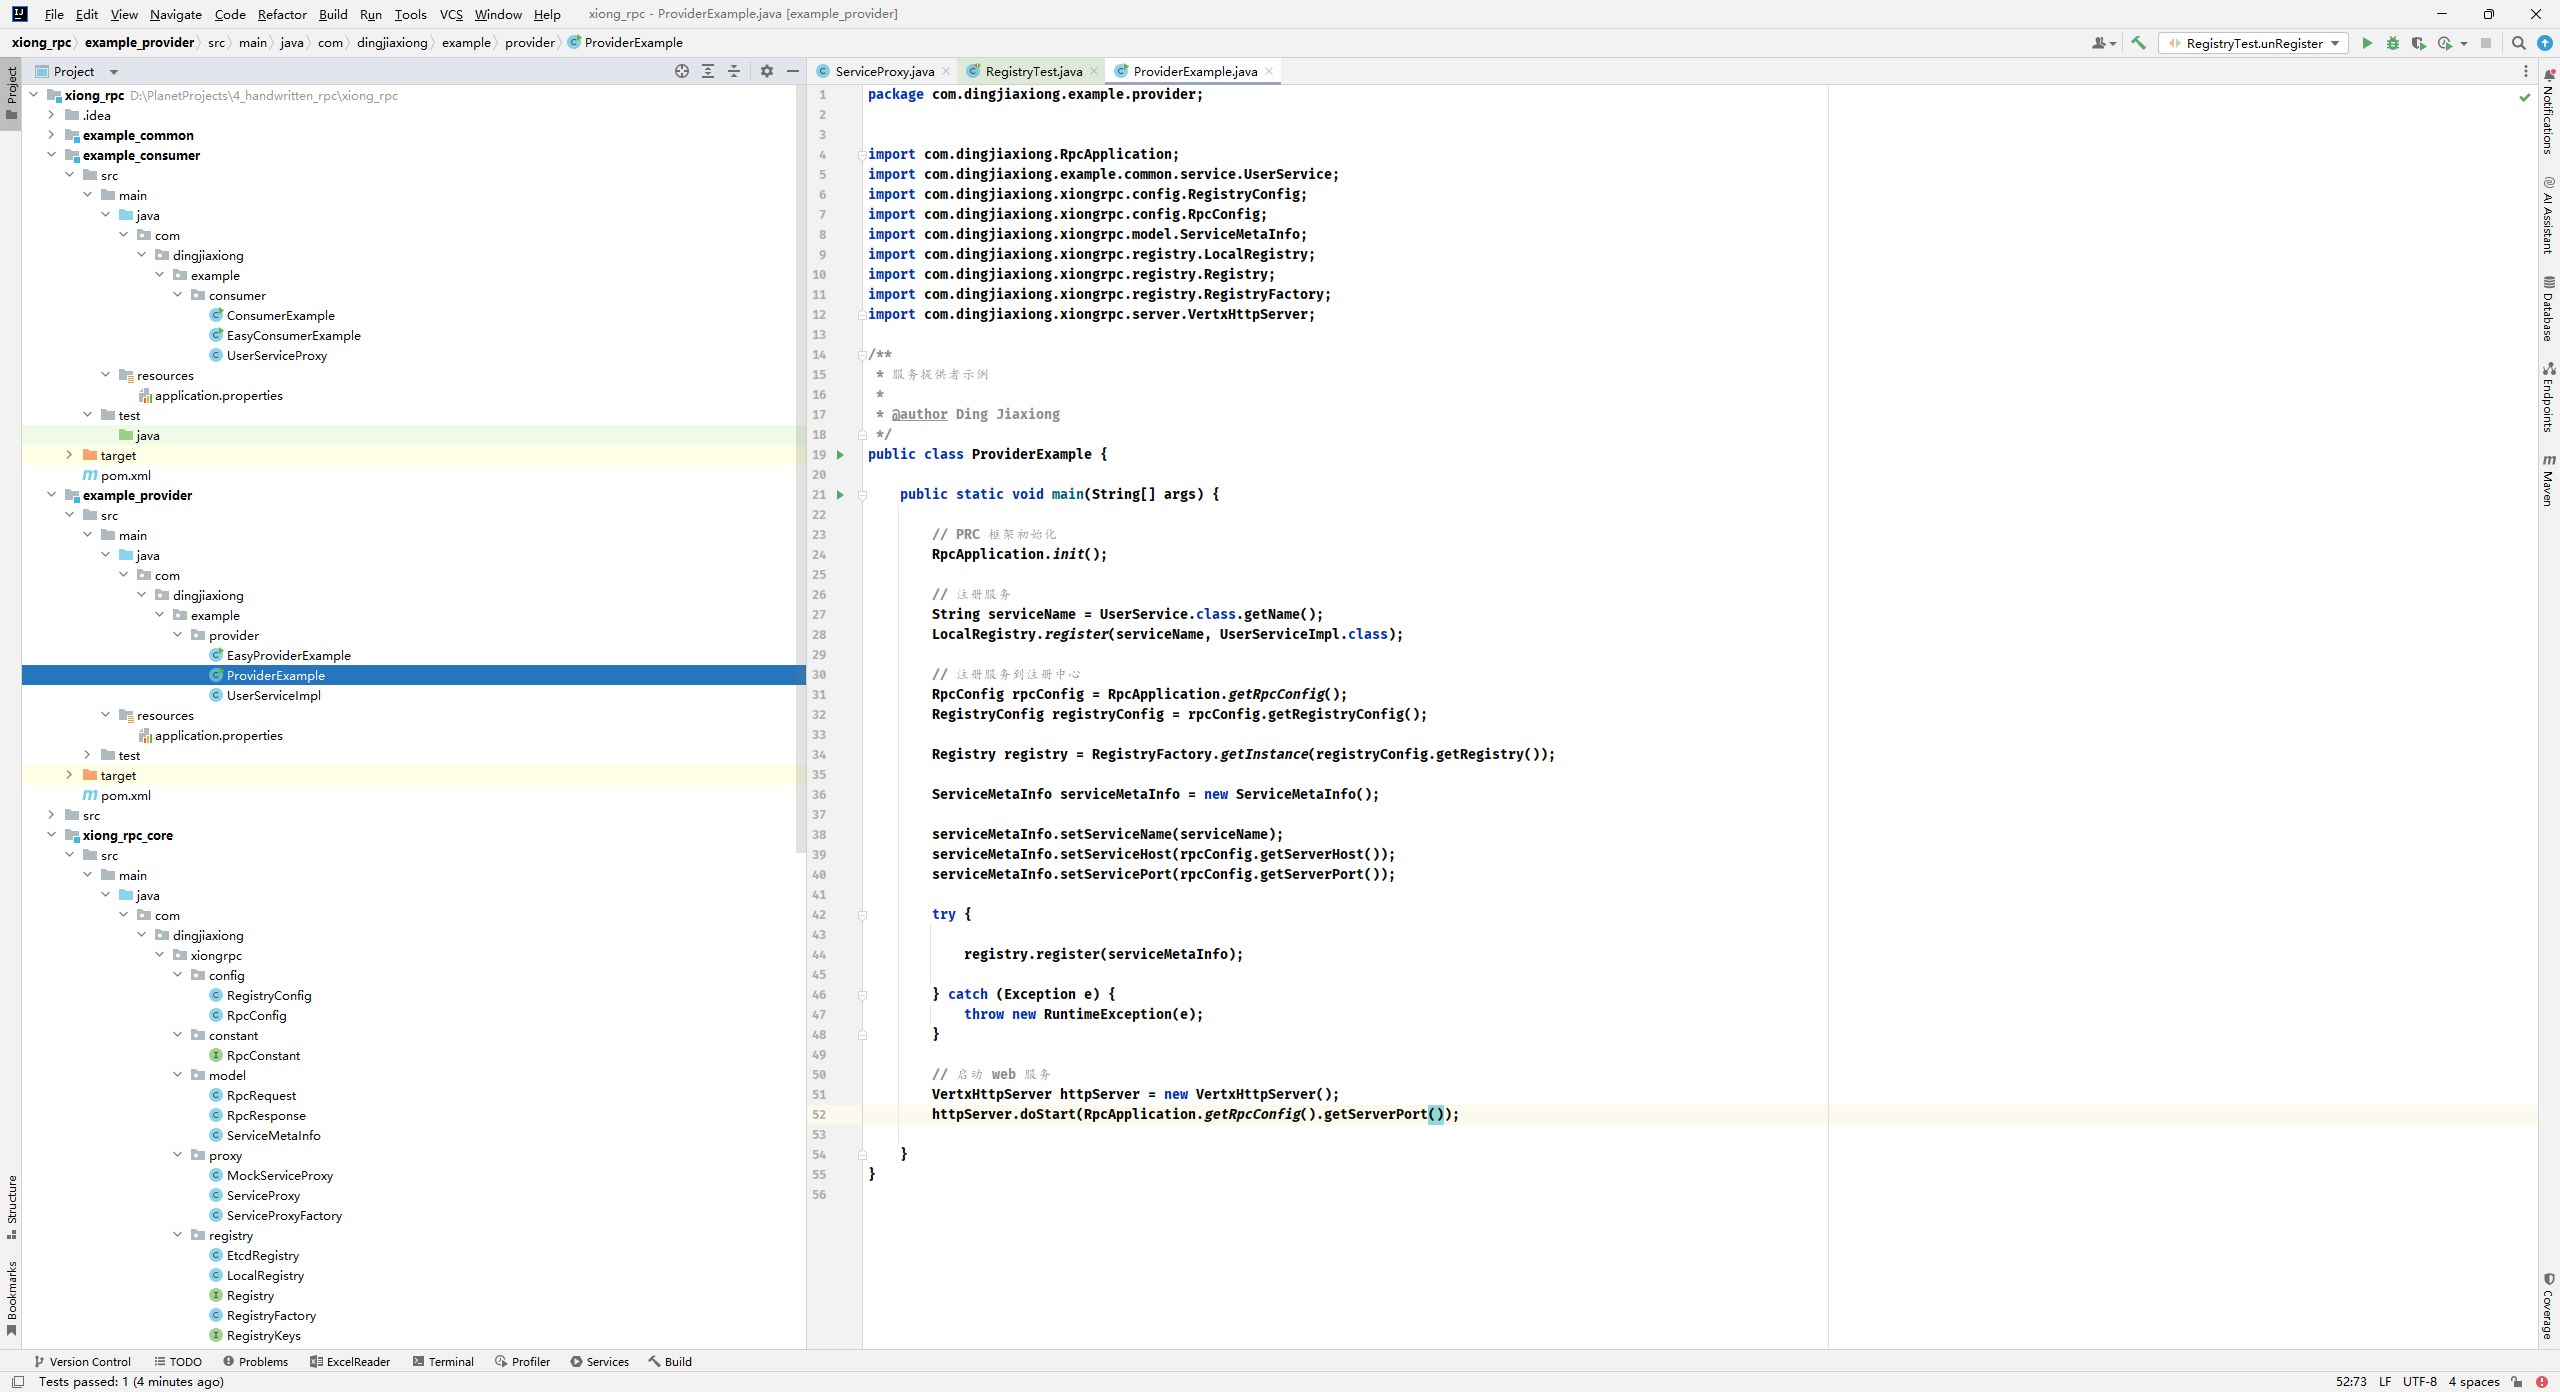 File Edit View Navigate Code Refactor Build Run Tools VCS Window Help xiong_rpc - ProviderExample.java [example_provider]
xiong_rpc example_provider src main java com dingjiaxiong example provider ProviderExample
RegistryTest.unRegister
Project
ServiceProxy.java RegistryTest.java ProviderExample.java
Project
Structure
Bookmarks
xiong_rpc D:\PlanetProjects\4_handwritten_rpc\xiong_rpc
.idea
example_common
example_consumer
src
main
java
com
dingjiaxiong
example
consumer
ConsumerExample
EasyConsumerExample
UserServiceProxy
resources
application.properties
test
java
target
pom.xml
example_provider
src
main
java
com
dingjiaxiong
example
provider
EasyProviderExample
ProviderExample
UserServiceImpl
resources
application.properties
test
target
pom.xml
src
xiong_rpc_core
src
main
java
com
dingjiaxiong
xiongrpc
config
RegistryConfig
RpcConfig
constant
RpcConstant
model
RpcRequest
RpcResponse
ServiceMetaInfo
proxy
MockServiceProxy
ServiceProxy
ServiceProxyFactory
registry
EtcdRegistry
LocalRegistry
Registry
RegistryFactory
RegistryKeys
1 package com.dingjiaxiong.example.provider;
2
3
4 import com.dingjiaxiong.RpcApplication;
5 import com.dingjiaxiong.example.common.service.UserService;
6 import com.dingjiaxiong.xiongrpc.config.RegistryConfig;
7 import com.dingjiaxiong.xiongrpc.config.RpcConfig;
8 import com.dingjiaxiong.xiongrpc.model.ServiceMetaInfo;
9 import com.dingjiaxiong.xiongrpc.registry.LocalRegistry;
10 import com.dingjiaxiong.xiongrpc.registry.Registry;
11 import com.dingjiaxiong.xiongrpc.registry.RegistryFactory;
12 import com.dingjiaxiong.xiongrpc.server.VertxHttpServer;
13
14 /**
15 * 服务提供者示例
16 *
17 * @author Ding Jiaxiong
18 */
19 public class ProviderExample {
20
21 public static void main(String[] args) {
22
23 // PRC 框架初始化
24 RpcApplication.init();
25
26 // 注册服务
27 String serviceName = UserService.class.getName();
28 LocalRegistry.register(serviceName, UserServiceImpl.class);
29
30 // 注册服务到注册中心
31 RpcConfig rpcConfig = RpcApplication.getRpcConfig();
32 RegistryConfig registryConfig = rpcConfig.getRegistryConfig();
33
34 Registry registry = RegistryFactory.getInstance(registryConfig.getRegistry());
35
36 ServiceMetaInfo serviceMetaInfo = new ServiceMetaInfo();
37
38 serviceMetaInfo.setServiceName(serviceName);
39 serviceMetaInfo.setServiceHost(rpcConfig.getServerHost());
40 serviceMetaInfo.setServicePort(rpcConfig.getServerPort());
41
42 try {
43
44 registry.register(serviceMetaInfo);
45
46 } catch (Exception e) {
47 throw new RuntimeException(e);
48 }
49
50 // 启动 web 服务
51 VertxHttpServer httpServer = new VertxHttpServer();
52 httpServer.doStart(RpcApplication.getRpcConfig().getServerPort());
53
54 }
55 }
56
Notifications
AI Assistant
Database
Endpoints
Maven
Coverage
Version Control TODO Problems ExcelReader Terminal Profiler Services Build
Tests passed: 1 (4 minutes ago) 52:73 LF UTF-8 4 spaces